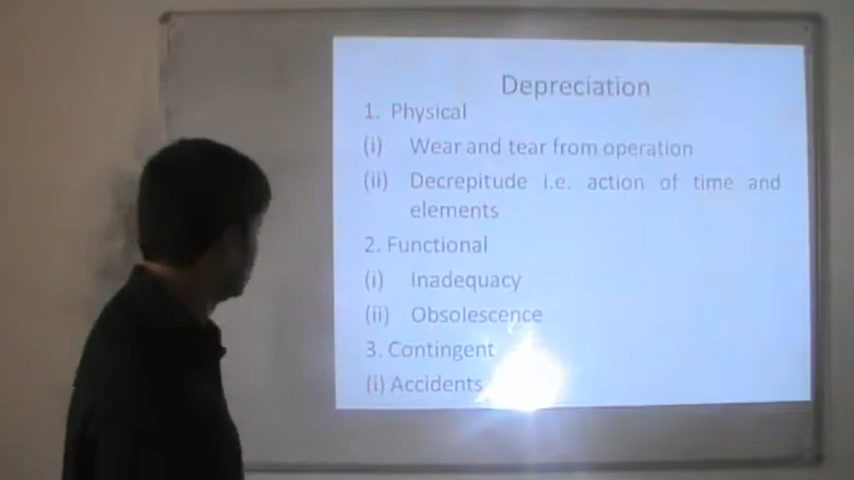 Depreciation
1. Physical
(i) Wear and tear from operation
(ii) Decrepitude i.e. action of time and
elements
2. Functional
(i) Inadequacy
(ii) Obsolescence
3. Contingent
(i) Accidents